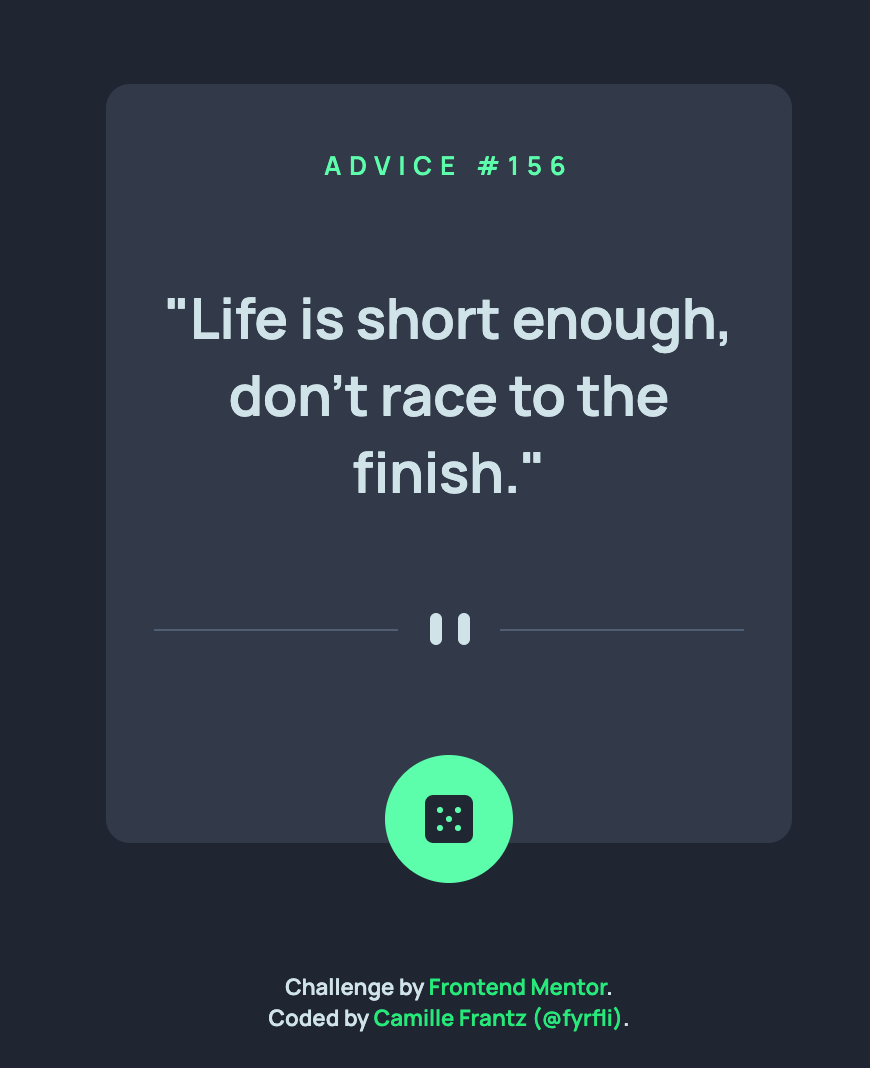 ADVICE #156
"Life is short enough,
don’t race to the
finish."
Challenge by Frontend Mentor.
Coded by Camille Frantz (@fyrfli).